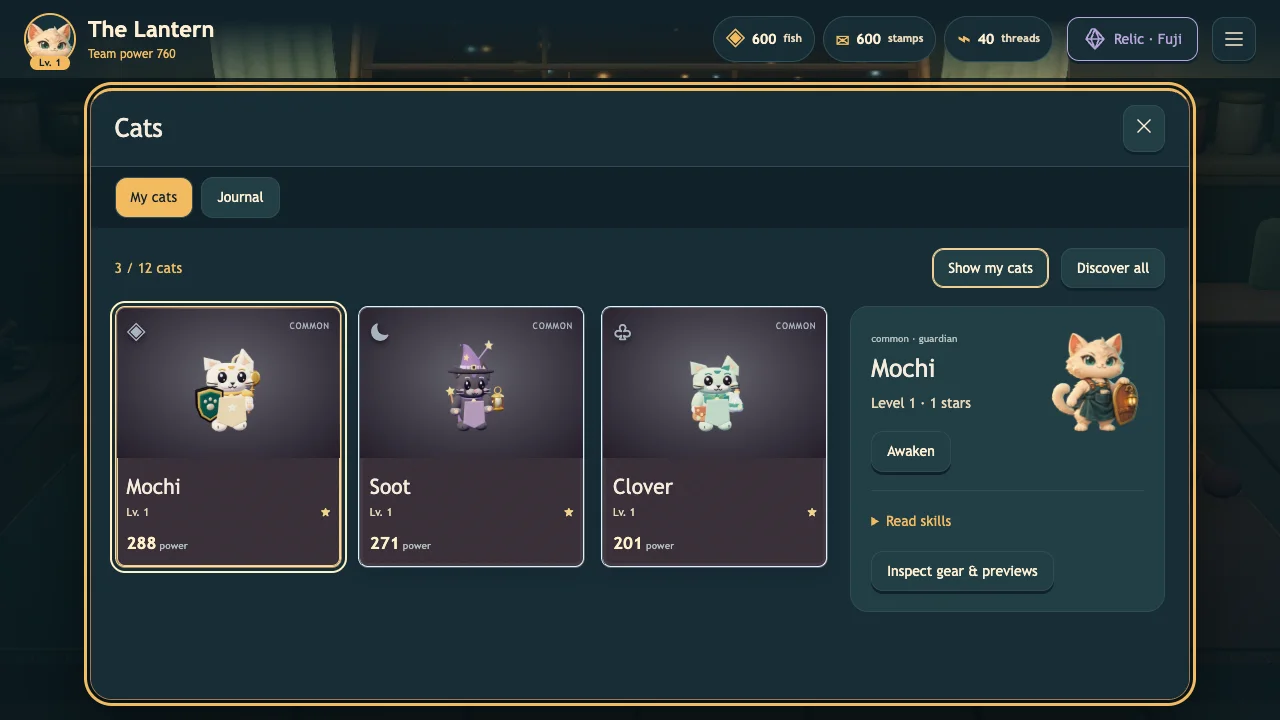 The Lantern
Team power 760
Lv. 1
600 fish
600 stamps
40 threads
Relic · Fuji
Cats
My cats
Journal
3 / 12 cats
Show my cats
Discover all
COMMON
Mochi
Lv. 1
288 power
COMMON
Soot
Lv. 1
271 power
COMMON
Clover
Lv. 1
201 power
common · guardian
Mochi
Level 1 · 1 stars
Awaken
Read skills
Inspect gear & previews